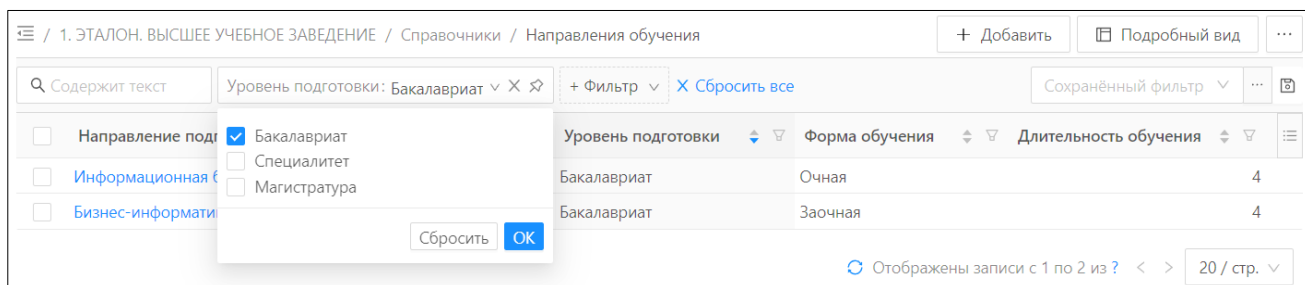 / 1. ЭТАЛОН. ВЫСШЕЕ УЧЕБНОЕ ЗАВЕДЕНИЕ / Справочники / Направления обучения + Добавить Подробный вид ...
Содержит текст Уровень подготовки: Бакалавриат + Фильтр Сбросить все Сохранённый фильтр ...
Направление Уровень подготовки Форма обучения Длительность обучения
Бакалавриат
Специалитет
Магистратура
Сбросить OK
Информационная Бакалавриат Очная 4
Бакалавриат Заочная 4
Отображены записи с 1 по 2 из ? < > 20 / стр.